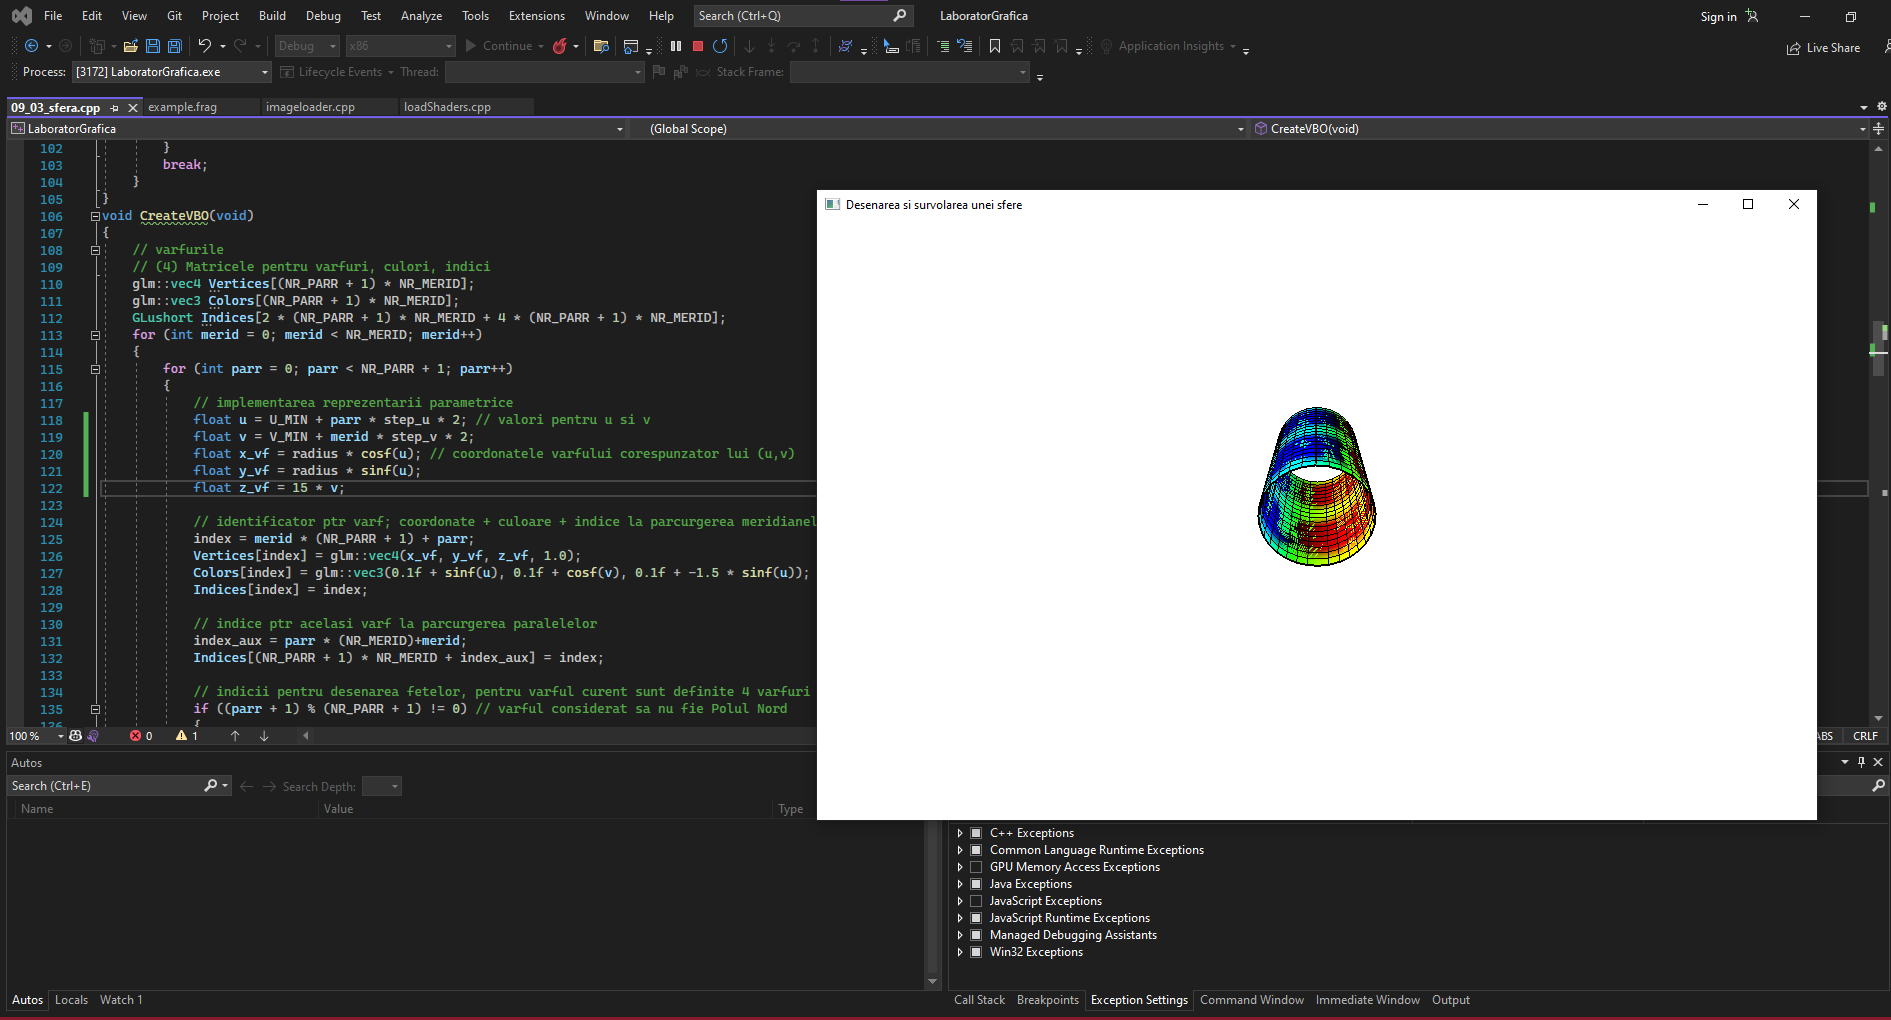 File Edit View Git Project Build Debug Test Analyze Tools Extensions Window Help Search (Ctrl+Q) LaboratorGrafica Sign in
Debug x86 Continue Application Insights Live Share
Process: [3172] LaboratorGrafica.exe Lifecycle Events Thread: Stack Frame:
09_03_sfera.cpp example.frag imageloader.cpp loadShaders.cpp
LaboratorGrafica (Global Scope) CreateVBO(void)
102 }
103 break;
104 }
105 }
106 void CreateVBO(void)
107 {
108 // varfurile
109 // (4) Matricele pentru varfuri, culori, indici
110 glm::vec4 Vertices[(NR_PARR + 1) * NR_MERID];
111 glm::vec3 Colors[(NR_PARR + 1) * NR_MERID];
112 GLushort Indices[2 * (NR_PARR + 1) * NR_MERID + 4 * (NR_PARR + 1) * NR_MERID];
113 for (int merid = 0; merid < NR_MERID; merid++)
114 {
115 for (int parr = 0; parr < NR_PARR + 1; parr++)
116 {
117 // implementarea reprezentarii parametrice
118 float u = U_MIN + parr * step_u * 2; // valori pentru u si v
119 float v = V_MIN + merid * step_v * 2;
120 float x_vf = radius * cosf(u); // coordonatele varfului corespunzator lui (u,v)
121 float y_vf = radius * sinf(u);
122 float z_vf = 15 * v;
123
124 // identificator ptr varf; coordonate + culoare + indice la parcurgerea meridianel
125 index = merid * (NR_PARR + 1) + parr;
126 Vertices[index] = glm::vec4(x_vf, y_vf, z_vf, 1.0);
127 Colors[index] = glm::vec3(0.1f + sinf(u), 0.1f + cosf(v), 0.1f + -1.5 * sinf(u));
128 Indices[index] = index;
129
130 // indice ptr acelasi varf la parcurgerea paralelelor
131 index_aux = parr * (NR_MERID)+merid;
132 Indices[(NR_PARR + 1) * NR_MERID + index_aux] = index;
133
134 // indicii pentru desenarea fetelor, pentru varful curent sunt definite 4 varfuri
135 if ((parr + 1) % (NR_PARR + 1) != 0) // varful considerat sa nu fie Polul Nord
136 {
Desenarea si survolarea unei sfere
100 % 0 1 ABS CRLF
Autos
Search (Ctrl+E) Search Depth:
Name Value Type
C++ Exceptions
Common Language Runtime Exceptions
GPU Memory Access Exceptions
Java Exceptions
JavaScript Exceptions
JavaScript Runtime Exceptions
Managed Debugging Assistants
Win32 Exceptions
Autos Locals Watch 1 Call Stack Breakpoints Exception Settings Command Window Immediate Window Output